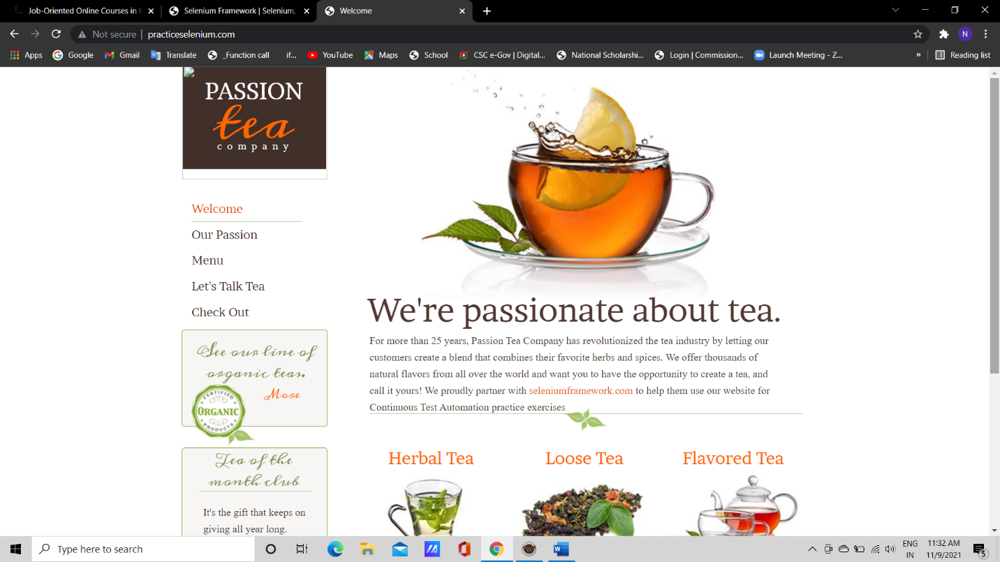 Job-Oriented Online Courses in I
Selenium Framework | Selenium,
Welcome
Not secure
practiceselenium.com
N
Apps
Google
Gmail
Translate
_Function call
if...
YouTube
Maps
School
CSC e-Gov | Digital...
National Scholarshi...
Login | Commission...
Launch Meeting - Z...
»
Reading list
PASSION
tea
company
Welcome
Our Passion
Menu
Let's Talk Tea
Check Out
See our line of
organic teas.
More
CERTIFIED
ORGANIC
PRODUCTS
Tea of the
month club
It's the gift that keeps on
giving all year long.
We're passionate about tea.
For more than 25 years, Passion Tea Company has revolutionized the tea industry by letting our
customers create a blend that combines their favorite herbs and spices. We offer thousands of
natural flavors from all over the world and want you to have the opportunity to create a tea, and
call it yours! We proudly partner with seleniumframework.com to help them use our website for
Continuous Test Automation practice exercises
Herbal Tea
Loose Tea
Flavored Tea
Type here to search
ENG
IN
11:32 AM
11/9/2021
5